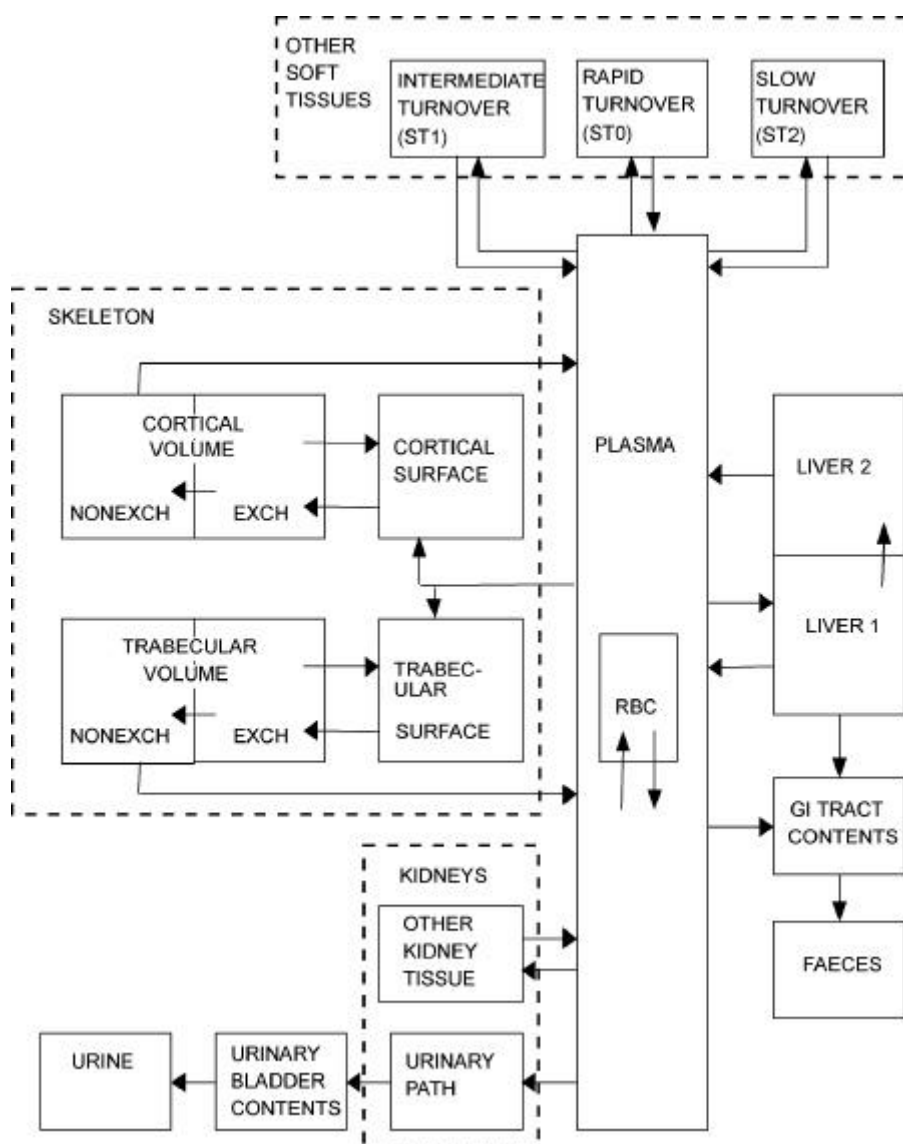 OTHER
SOFT
TISSUES
INTERMEDIATE
TURNOVER
(ST1)
RAPID
TURNOVER
(ST0)
SLOW
TURNOVER
(ST2)
SKELETON
CORTICAL
VOLUME
NONEXCH
EXCH
CORTICAL
SURFACE
TRABECULAR
VOLUME
NONEXCH
EXCH
TRABEC-
ULAR
SURFACE
PLASMA
RBC
LIVER 2
LIVER 1
GI TRACT
CONTENTS
FAECES
KIDNEYS
OTHER
KIDNEY
TISSUE
URINARY
PATH
URINARY
BLADDER
CONTENTS
URINE